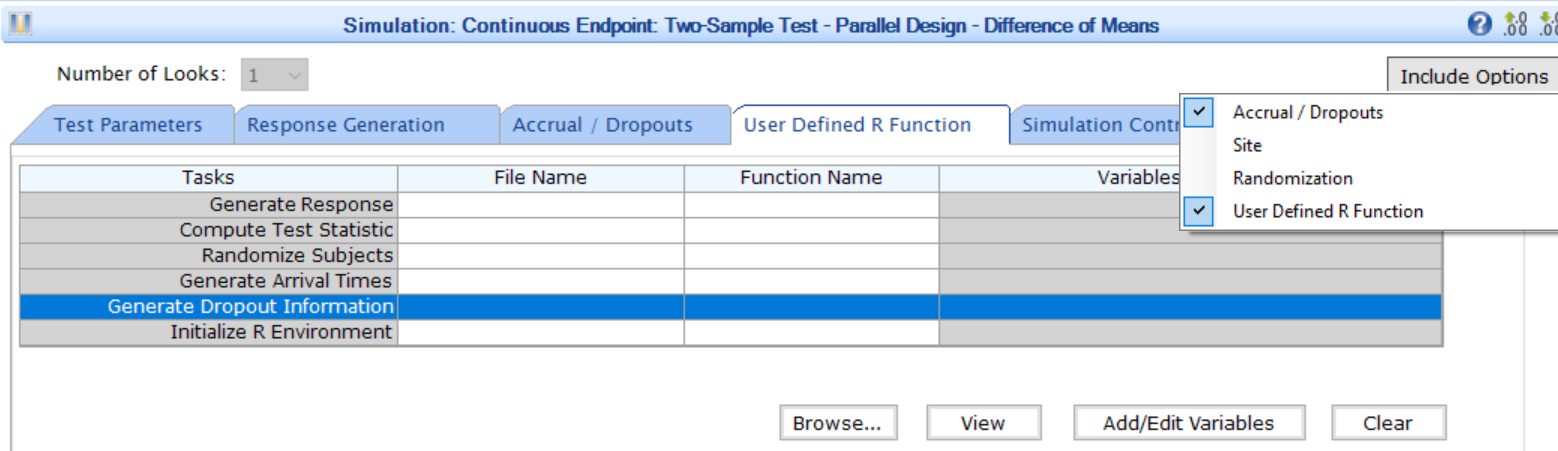 Simulation: Continuous Endpoint: Two-Sample Test - Parallel Design - Difference of Means
Number of Looks: 1
Include Options
Test Parameters Response Generation Accrual / Dropouts User Defined R Function Simulation Contr
Accrual / Dropouts
Site
Randomization
User Defined R Function
Tasks File Name Function Name Variables
Generate Response
Compute Test Statistic
Randomize Subjects
Generate Arrival Times
Generate Dropout Information
Initialize R Environment
Browse... View Add/Edit Variables Clear